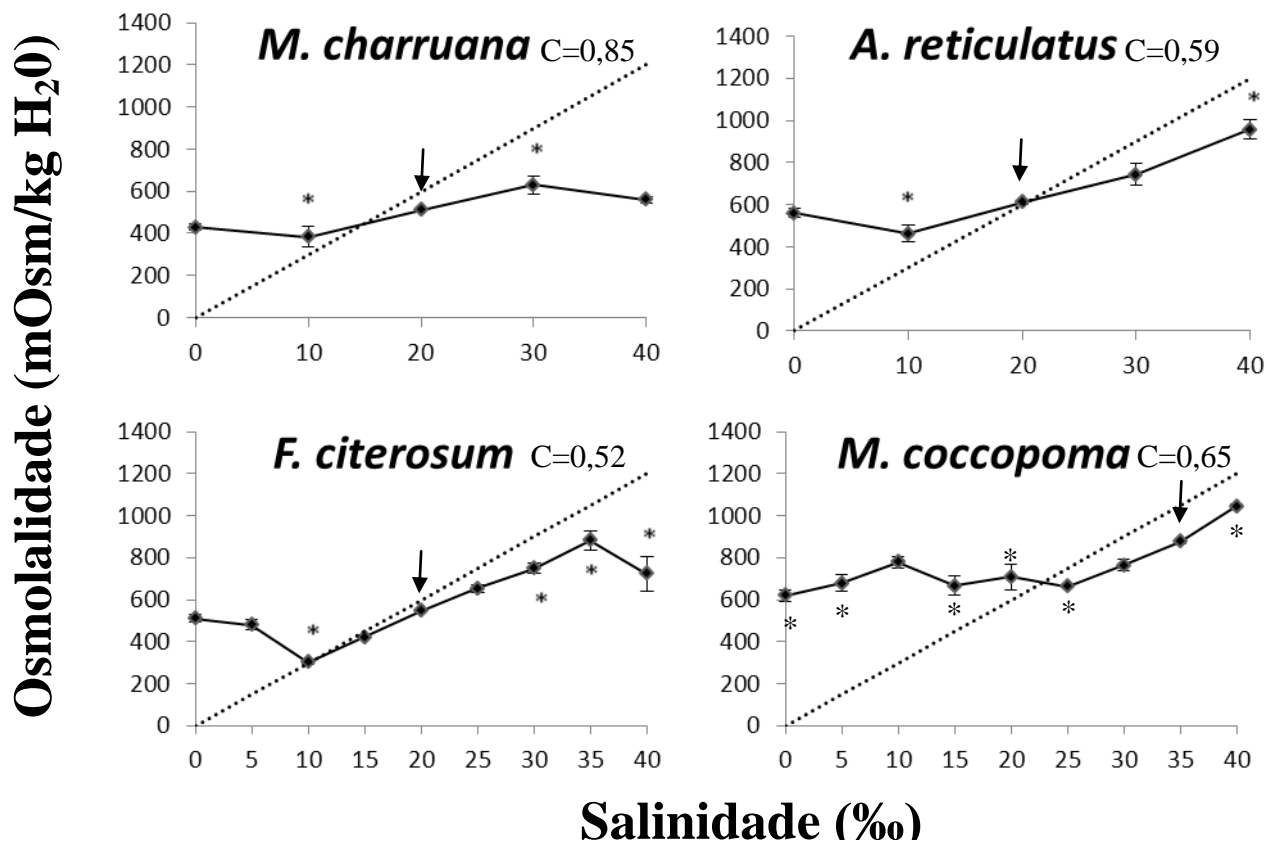 Osmolalidade (mOsm/kg H₂0)
M. charruana C=0,85
1400
1200
1000
800
600
400
200
0
0 10 20 30 40
* *
A. reticulatus C=0,59
1400
1200
1000
800
600
400
200
0
0 10 20 30 40
* *
F. citerosum C=0,52
1400
1200
1000
800
600
400
200
0
0 5 10 15 20 25 30 35 40
* * * *
M. coccopoma C=0,65
1400
1200
1000
800
600
400
200
0
0 5 10 15 20 25 30 35 40
* * * * * *
Salinidade (‰)